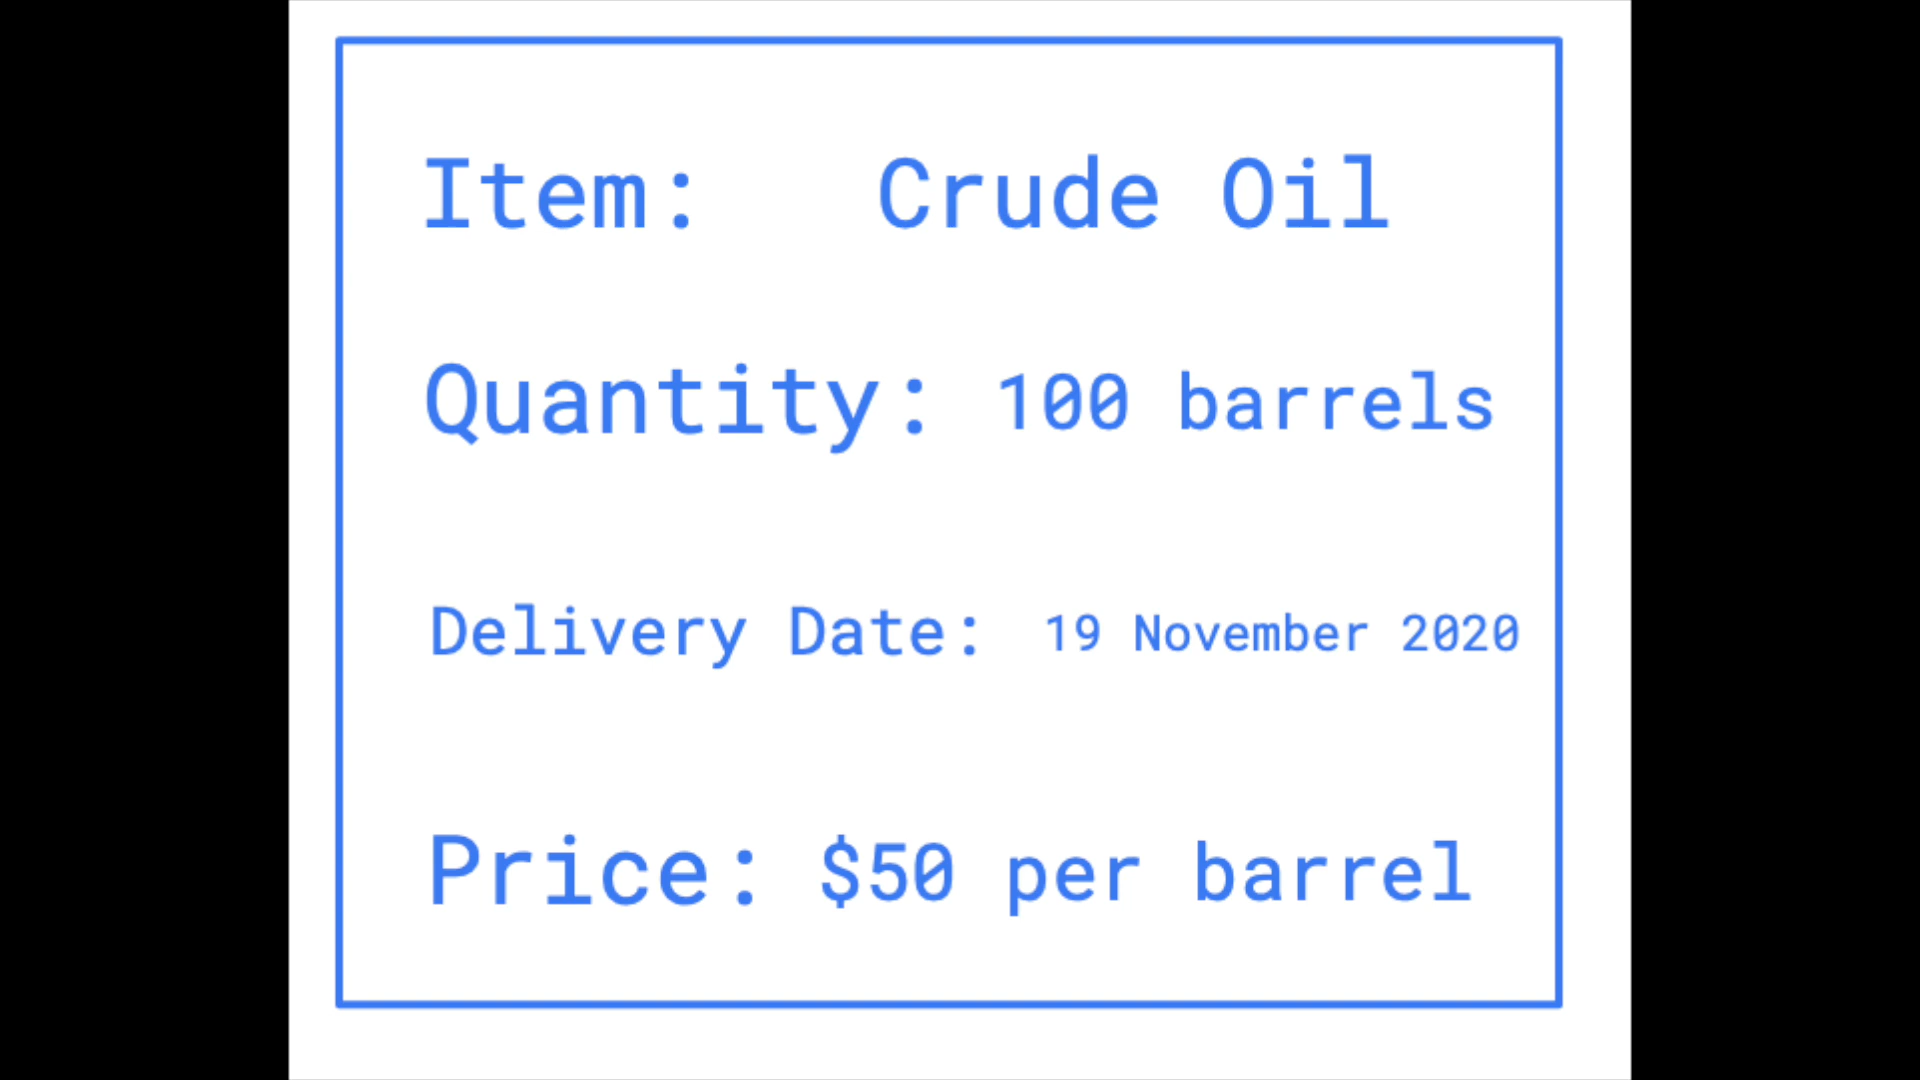 Item: Crude Oil
Quantity: 100 barrels
Delivery Date: 19 November 2020
Price: $50 per barrel